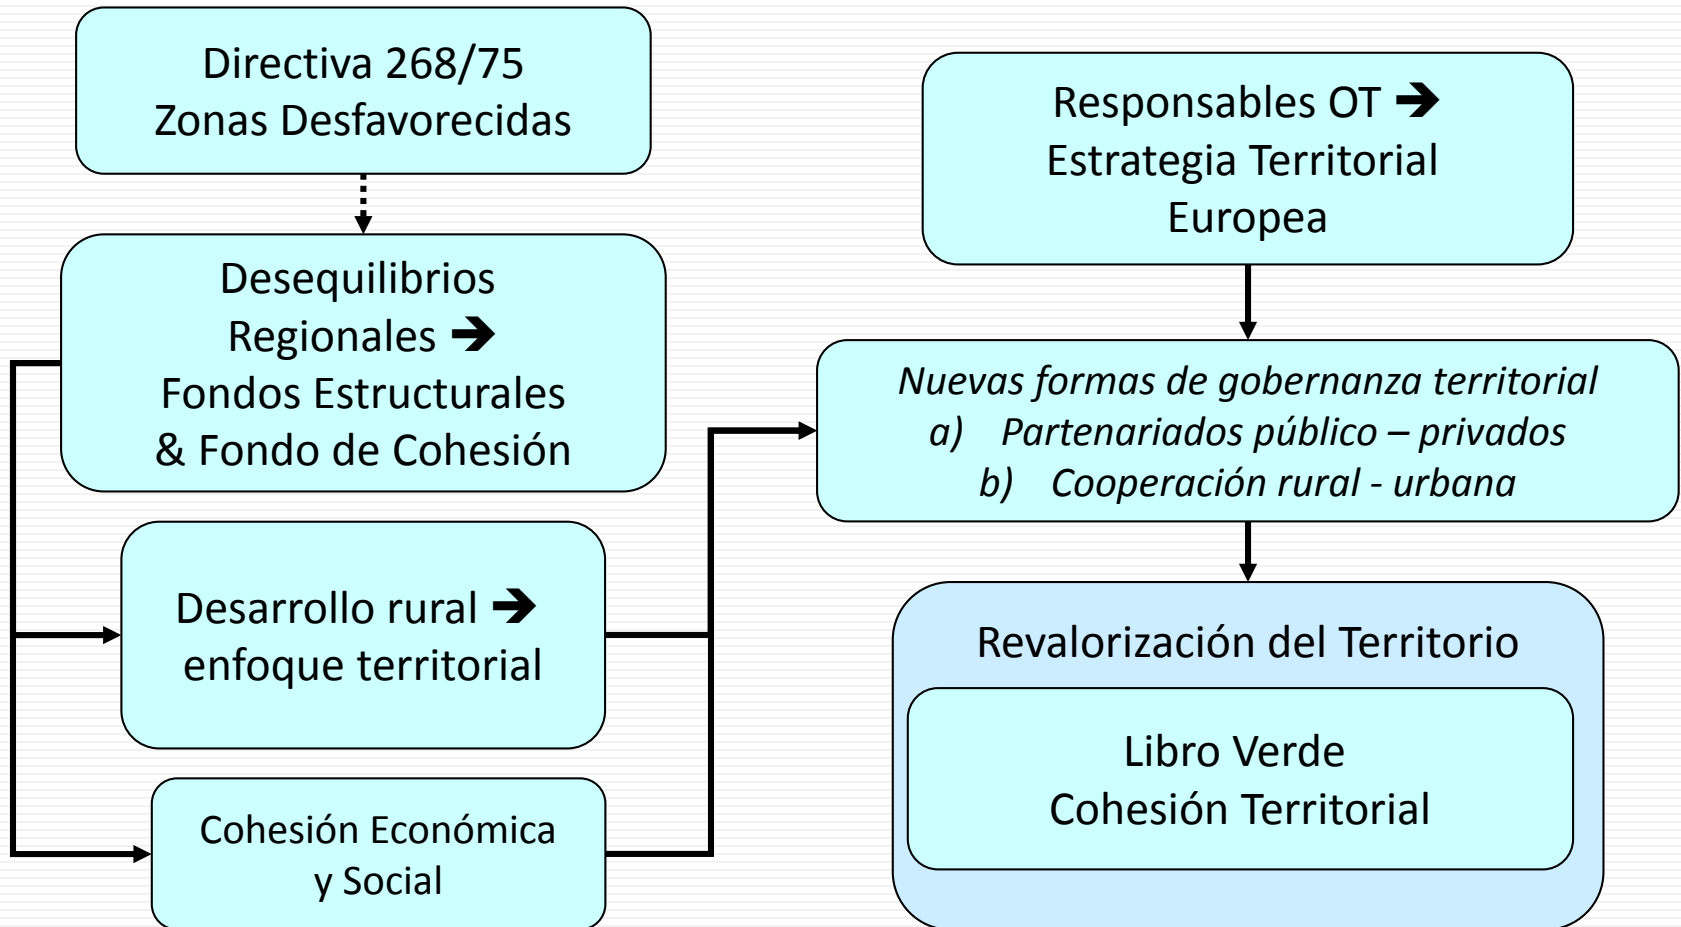 Directiva 268/75
Zonas Desfavorecidas
Desequilibrios
Regionales ➔
Fondos Estructurales
& Fondo de Cohesión
Desarrollo rural ➔
enfoque territorial
Cohesión Económica
y Social
Responsables OT ➔
Estrategia Territorial
Europea
Nuevas formas de gobernanza territorial
a) Partenariados público – privados
b) Cooperación rural - urbana
Revalorización del Territorio
Libro Verde
Cohesión Territorial